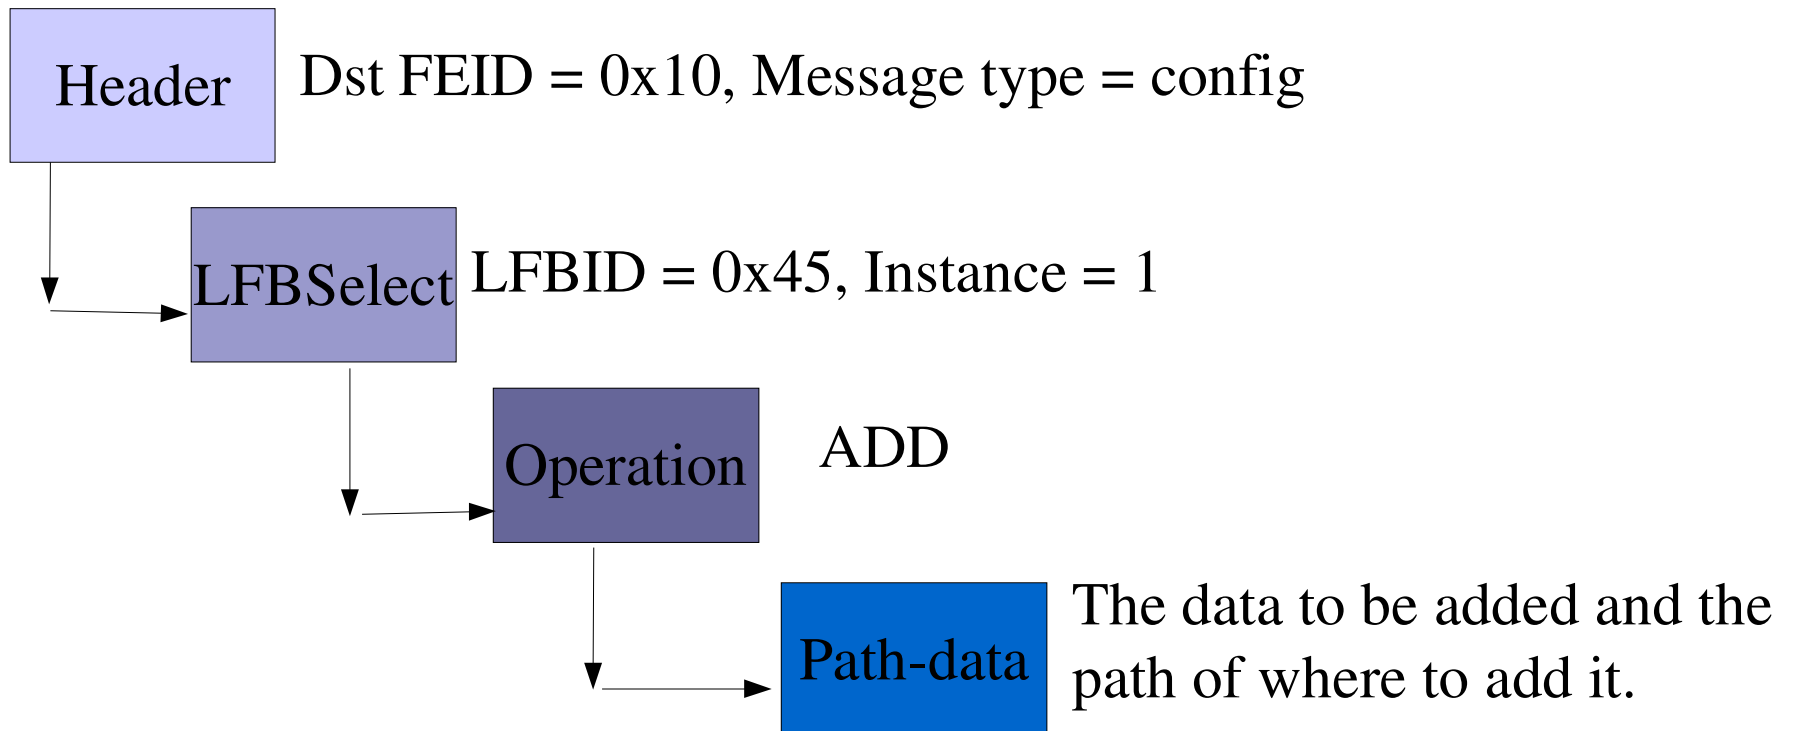 Header
Dst FEID = 0x10, Message type = config
LFBSelect
LFBID = 0x45, Instance = 1
Operation
ADD
Path-data
The data to be added and the
path of where to add it.